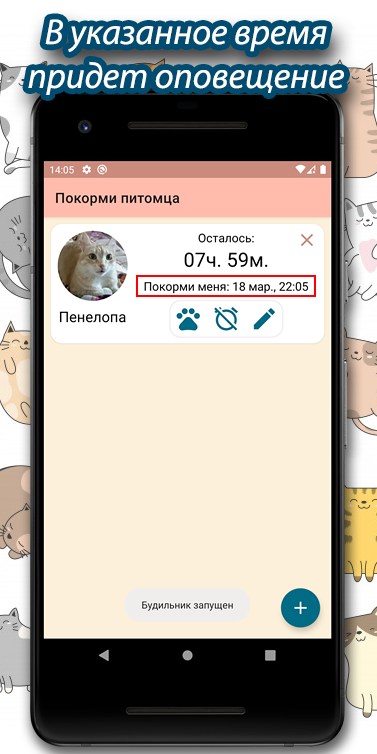 В указанное время
придет оповещение
14:05
Покорми питомца
Осталось:
07ч. 59м.
Покорми меня: 18 мар., 22:05
Пенелопа
Будильник запущен